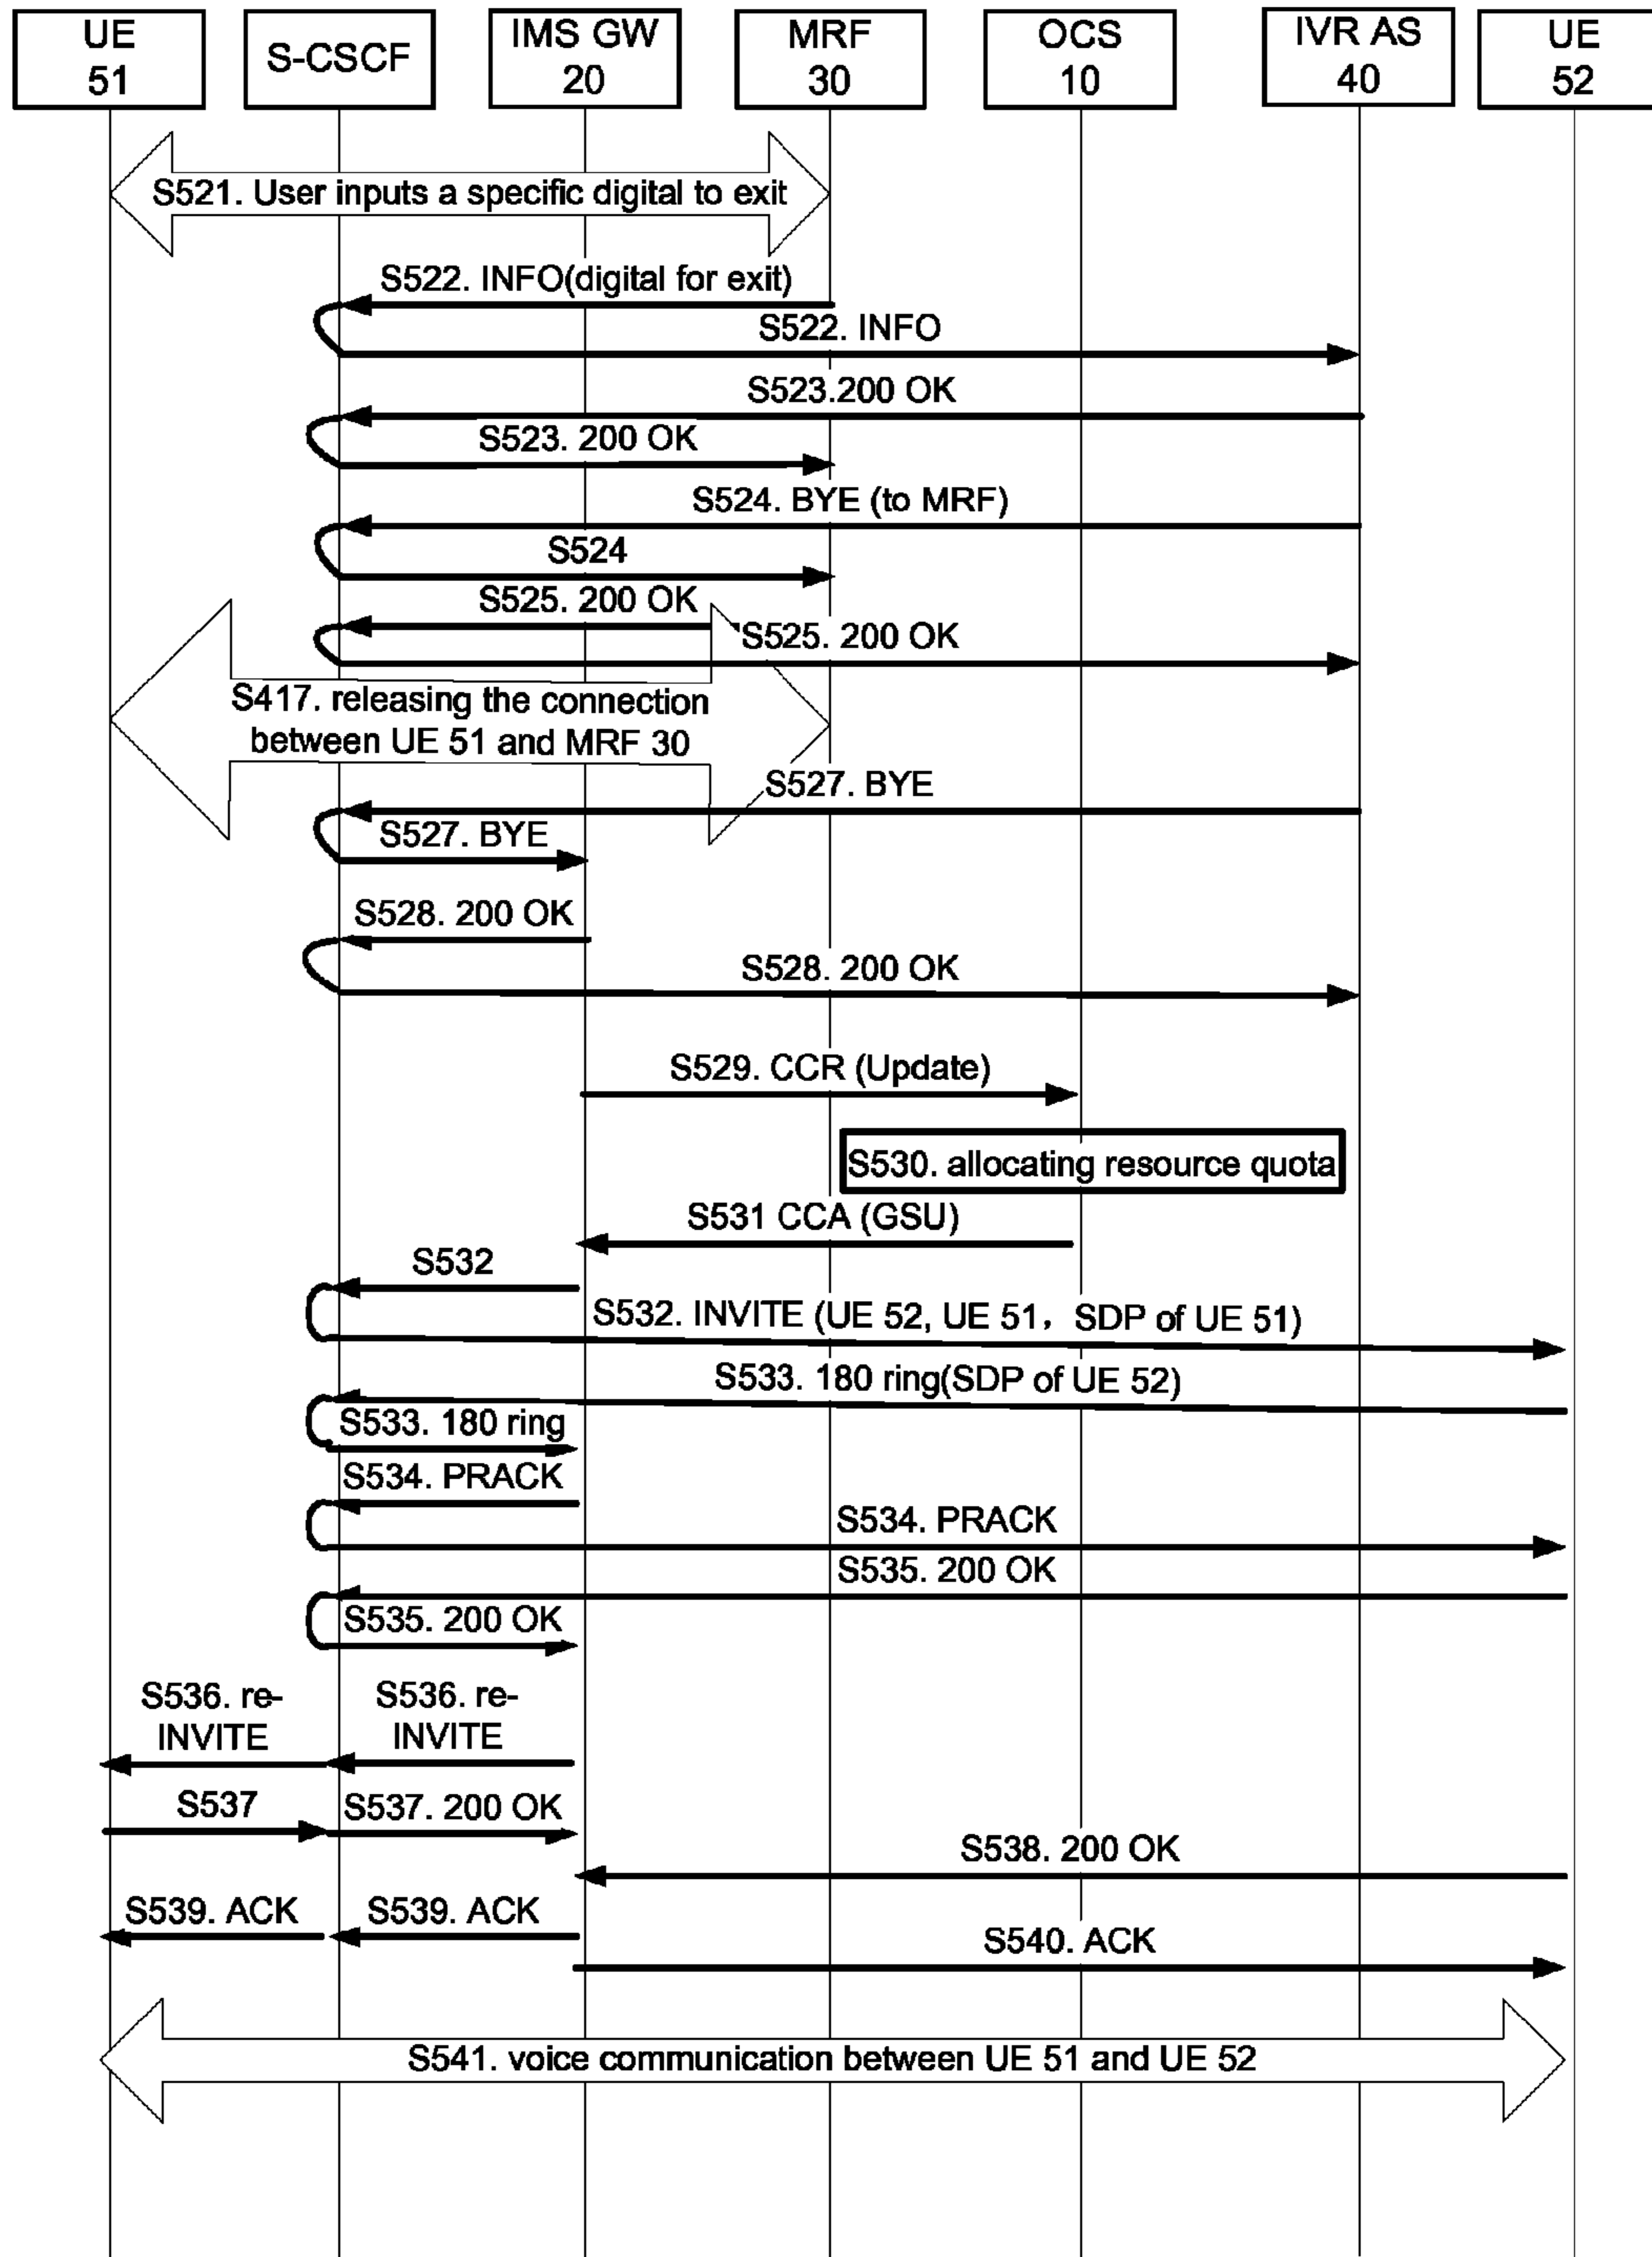 UE
51
S-CSCF
IMS GW
20
MRF
30
OCS
10
IVR AS
40
UE
52
S521. User inputs a specific digital to exit
S522. INFO(digital for exit)
S522. INFO
S523.200 OK
S523. 200 OK
S524. BYE (to MRF)
S524
S525. 200 OK
S525. 200 OK
S417. releasing the connection
between UE 51 and MRF 30
S527. BYE
S527. BYE
S528. 200 OK
S528. 200 OK
S529. CCR (Update)
S530. allocating resource quota
S531 CCA (GSU)
S532
S532. INVITE (UE 52, UE 51，SDP of UE 51)
S533. 180 ring(SDP of UE 52)
S533. 180 ring
S534. PRACK
S534. PRACK
S535. 200 OK
S535. 200 OK
S536. re-
INVITE
S536. re-
INVITE
S537
S537. 200 OK
S538. 200 OK
S539. ACK
S539. ACK
S540. ACK
S541. voice communication between UE 51 and UE 52